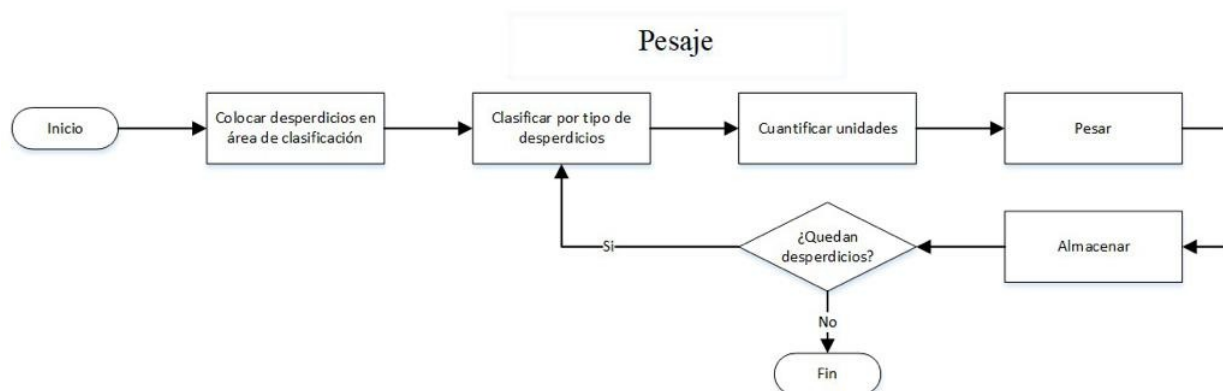 Pesaje
Inicio
Colocar desperdicios en
área de clasificación
Clasificar por tipo de
desperdicios
Cuantificar unidades
Pesar
Almacenar
¿Quedan
desperdicios?
Si
No
Fin